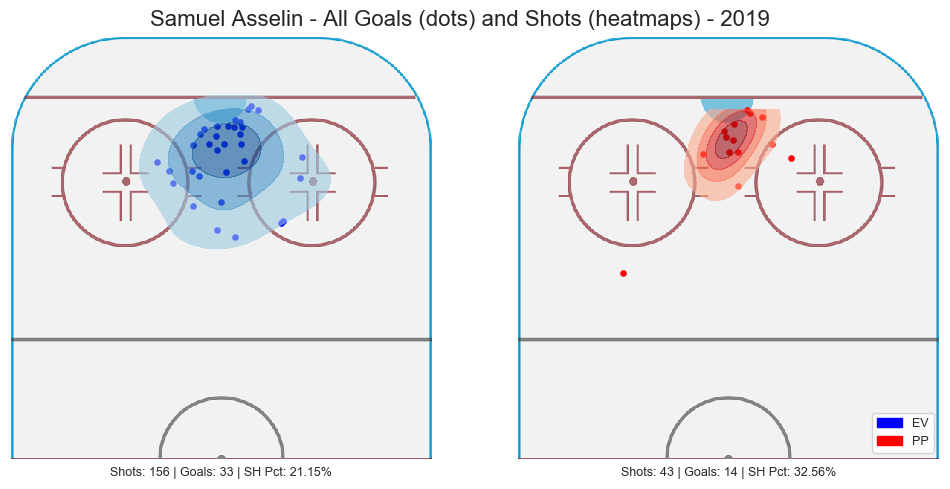 Samuel Asselin - All Goals (dots) and Shots (heatmaps) - 2019
EV
PP
Shots: 156 | Goals: 33 | SH Pct: 21.15%
Shots: 43 | Goals: 14 | SH Pct: 32.56%